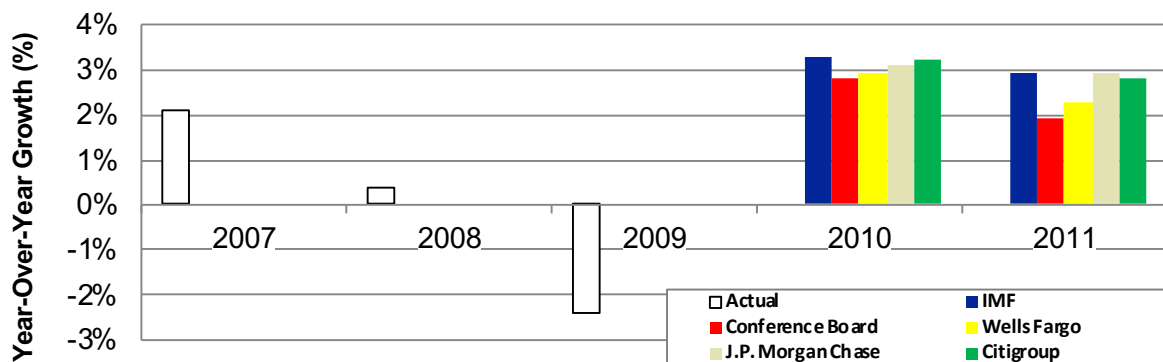 Year-Over-Year Growth (%)
4%
3%
2%
1%
0%
-1%
-2%
-3%
2007 2008 2009 2010 2011
Actual IMF
Conference Board Wells Fargo
J.P. Morgan Chase Citigroup